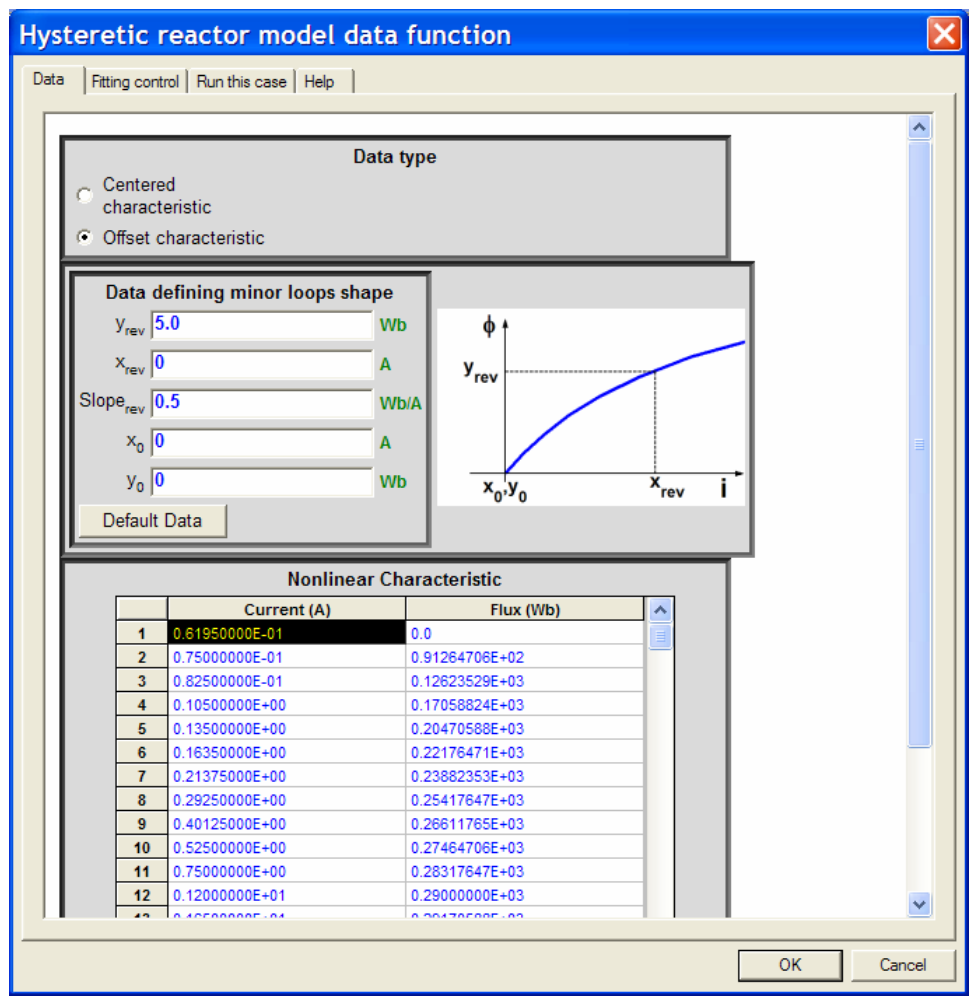 Hysteretic reactor model data function
Data Fitting control Run this case Help
Data type
Centered
characteristic
Offset characteristic
Data defining minor loops shape
yrev 5.0 Wb
xrev 0 A
Sloperev 0.5 Wb/A
x0 0 A
y0 0 Wb
Default Data
ϕ
yrev
x0,y0 xrev i
Nonlinear Characteristic
Current (A) Flux (Wb)
1 0.61950000E-01 0.0
2 0.75000000E-01 0.91264706E+02
3 0.82500000E-01 0.12623529E+03
4 0.10500000E+00 0.17058824E+03
5 0.13500000E+00 0.20470588E+03
6 0.16350000E+00 0.22176471E+03
7 0.21375000E+00 0.23882353E+03
8 0.29250000E+00 0.25417647E+03
9 0.40125000E+00 0.26611765E+03
10 0.52500000E+00 0.27464706E+03
11 0.75000000E+00 0.28317647E+03
12 0.12000000E+01 0.29000000E+03
OK Cancel